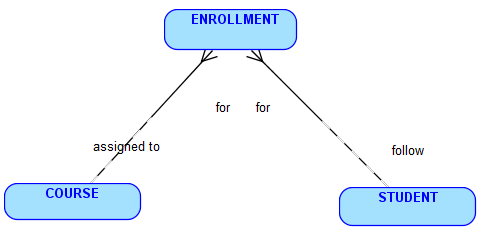 ENROLLMENT
for
for
assigned to
follow
COURSE
STUDENT